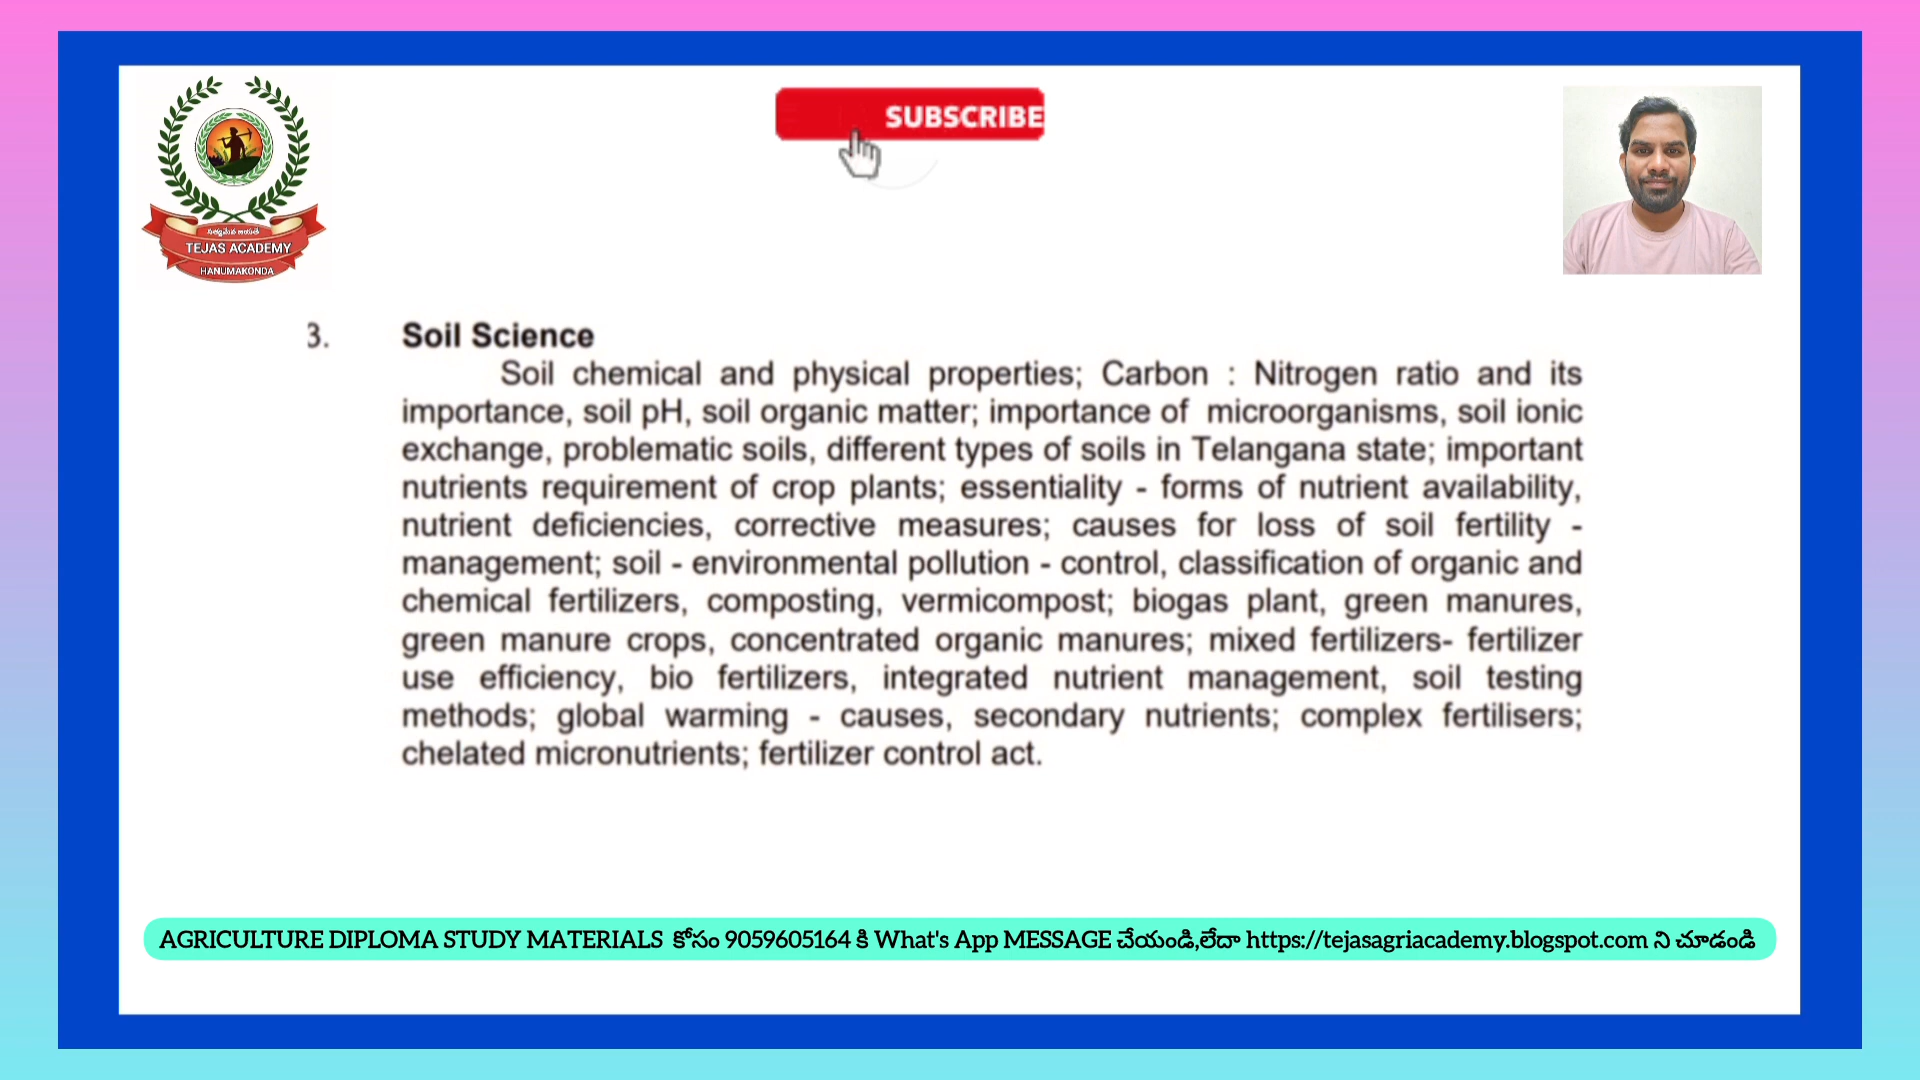 సత్యమేవ జయతే
TEJAS ACADEMY
HANUMAKONDA
SUBSCRIBE
3. Soil Science
Soil chemical and physical properties; Carbon : Nitrogen ratio and its
importance, soil pH, soil organic matter; importance of microorganisms, soil ionic
exchange, problematic soils, different types of soils in Telangana state; important
nutrients requirement of crop plants; essentiality - forms of nutrient availability,
nutrient deficiencies, corrective measures; causes for loss of soil fertility -
management; soil - environmental pollution - control, classification of organic and
chemical fertilizers, composting, vermicompost; biogas plant, green manures,
green manure crops, concentrated organic manures; mixed fertilizers- fertilizer
use efficiency, bio fertilizers, integrated nutrient management, soil testing
methods; global warming - causes, secondary nutrients; complex fertilisers;
chelated micronutrients; fertilizer control act.
AGRICULTURE DIPLOMA STUDY MATERIALS కోసం 9059605164 కి What's App MESSAGE చేయండి,లేదా https://tejasagriacademy.blogspot.com ని చూడండి